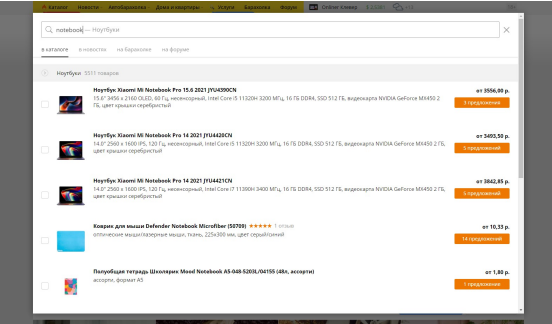 Каталог Новости Автобарахолка Дома и квартиры Услуги Барахолка Форум Onliner Клевер
notebook — Ноутбуки
в каталоге в новостях на барахолке на форуме
Ноутбуки 5511 товаров
Ноутбук Xiaomi Mi Notebook Pro 15.6 2021 JYU4390CN
от 3556,00 р.
15.6" 3456 x 2160 OLED, 60 Гц, несенсорный, Intel Core i5 11320H 3200 МГц, 16 ГБ DDR4, SSD 512 ГБ, видеокарта NVIDIA GeForce MX450 2
ГБ, цвет крышки серебристый
3 предложения
Ноутбук Xiaomi Mi Notebook Pro 14 2021 JYU4420CN
от 3493,50 р.
14.0" 2560 x 1600 IPS, 120 Гц, несенсорный, Intel Core i5 11320H 3200 МГц, 16 ГБ DDR4, SSD 512 ГБ, видеокарта NVIDIA GeForce MX450 2 ГБ,
цвет крышки серебристый
5 предложений
Ноутбук Xiaomi Mi Notebook Pro 14 2021 JYU4421CN
от 3842,85 р.
14.0" 2560 x 1600 IPS, 120 Гц, несенсорный, Intel Core i7 11390H 3400 МГц, 16 ГБ DDR4, SSD 512 ГБ, видеокарта NVIDIA GeForce MX450 2 ГБ,
цвет крышки серебристый
5 предложений
Коврик для мыши Defender Notebook Microfiber (50709) ★★★★★ 1 отзыв
от 10,33 р.
оптические мыши/лазерные мыши, ткань, 225x300 мм, цвет серый/синий
14 предложений
Полуобщая тетрадь Школярик Mood Notebook A5-048-5203L/04155 (48л, ассорти)
от 1,80 р.
ассорти, формат A5
1 предложение